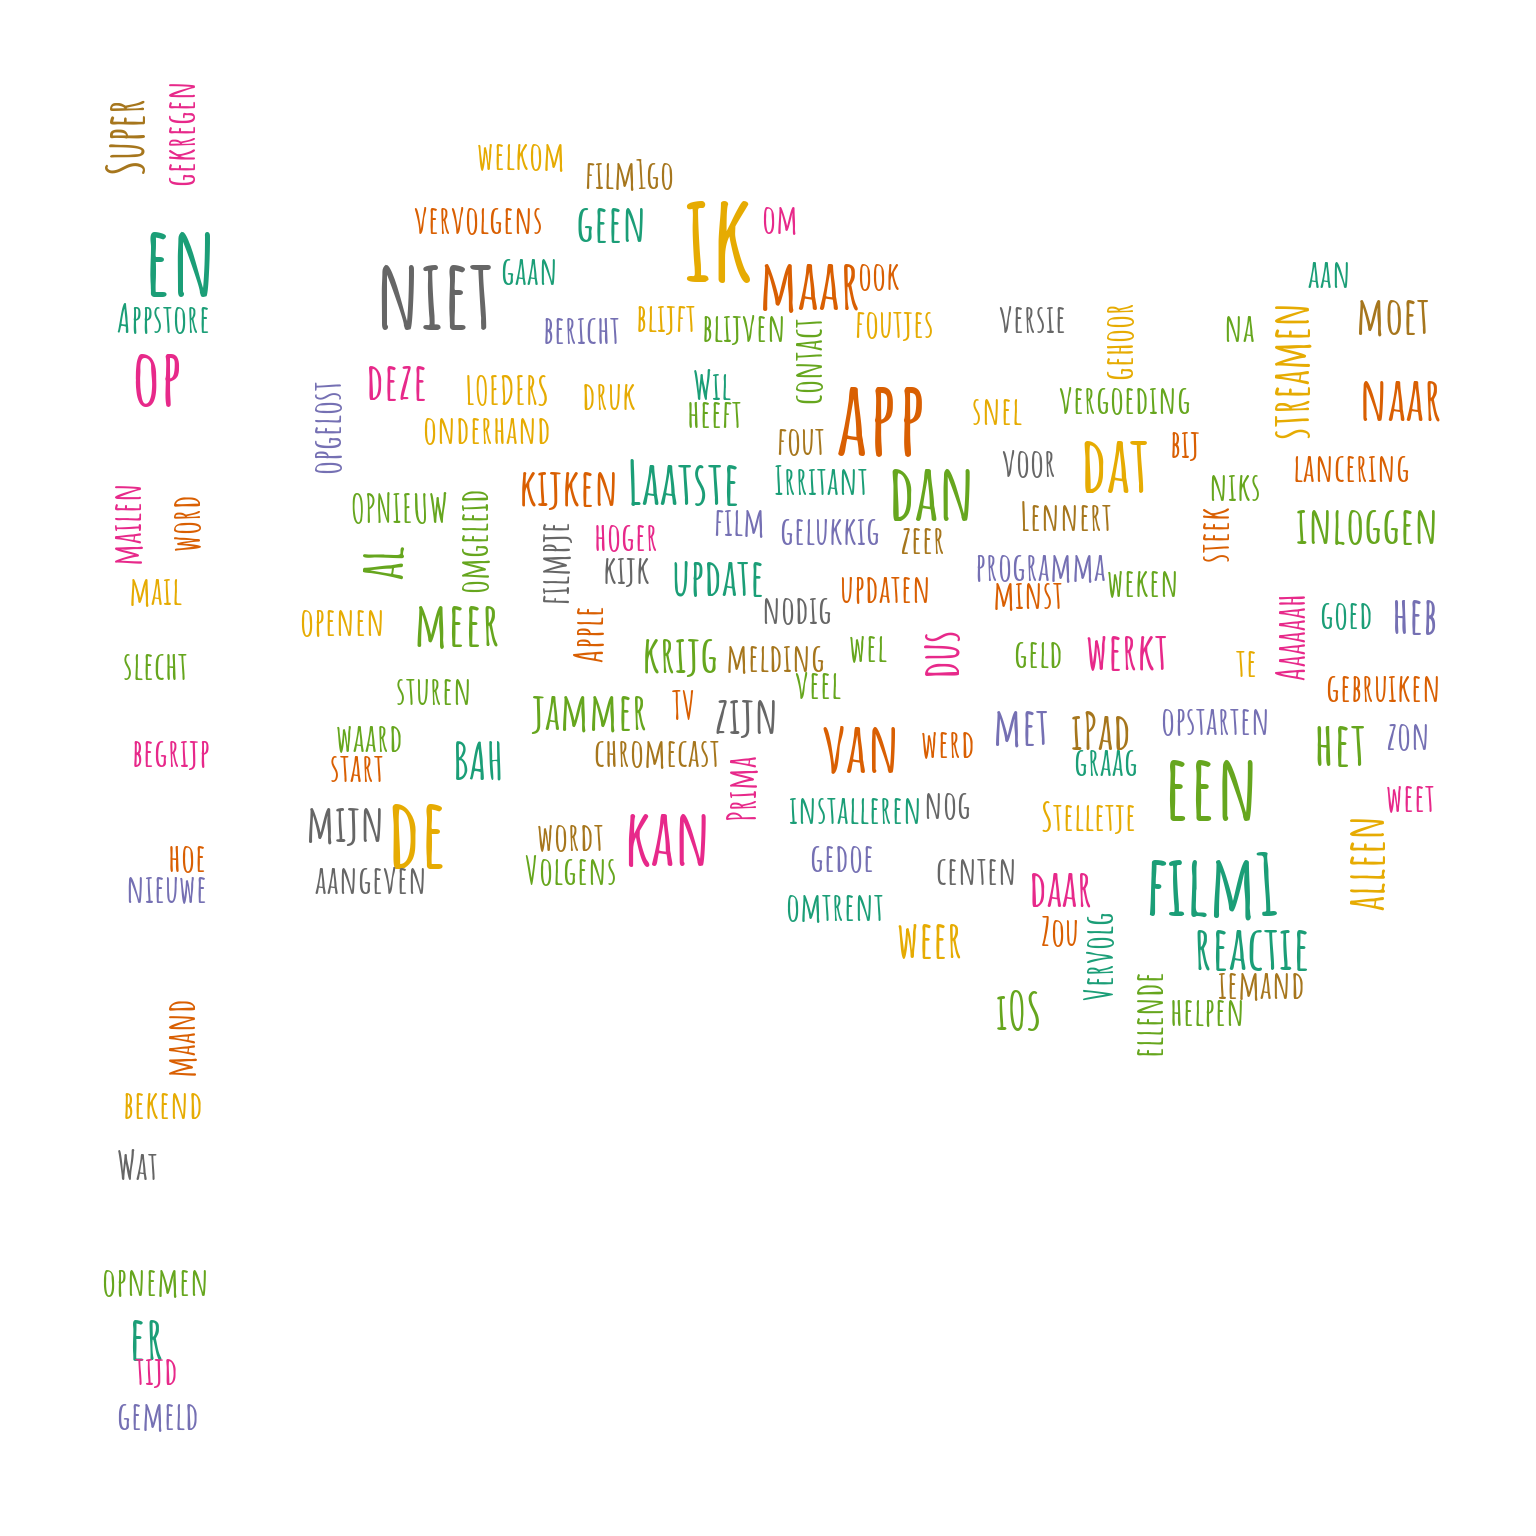 Super
gekregen
welkom
film1go
vervolgens
geen
IK
om
en
niet
gaan
maar
ook
aan
Appstore
bericht
blijft
blijven
contact
foutjes
versie
gehoor
na
streamen
moet
op
opgelost
deze
loeders
druk
wil
heeft
app
snel
vergoeding
naar
onderhand
fout
voor
dat
bij
lancering
mailen
word
opnieuw
omgeleid
kijken
Laatste
Irritant
dan
niks
film
gelukkig
Lennert
steek
inloggen
al
filmpje
hoger
zeer
kijk
update
programma
weken
mail
updaten
minst
openen
meer
apple
nodig
Aaaaaah
goed
heb
slecht
krijg
melding
wel
dus
geld
werkt
te
sturen
veel
gebruiken
jammer
tv
zijn
met
iPad
opstarten
zon
begrijp
waard
start
bah
chromecast
Prima
van
werd
graag
het
een
weet
mijn
de
wordt
kan
installeren
nog
Stelletje
alleen
hoe
nieuwe
aangeven
Volgens
gedoe
centen
daar
film1
omtrent
weer
Zou
Vervolg
reactie
iemand
maand
iOS
ellende
helpen
bekend
Wat
opnemen
er
tijd
gemeld